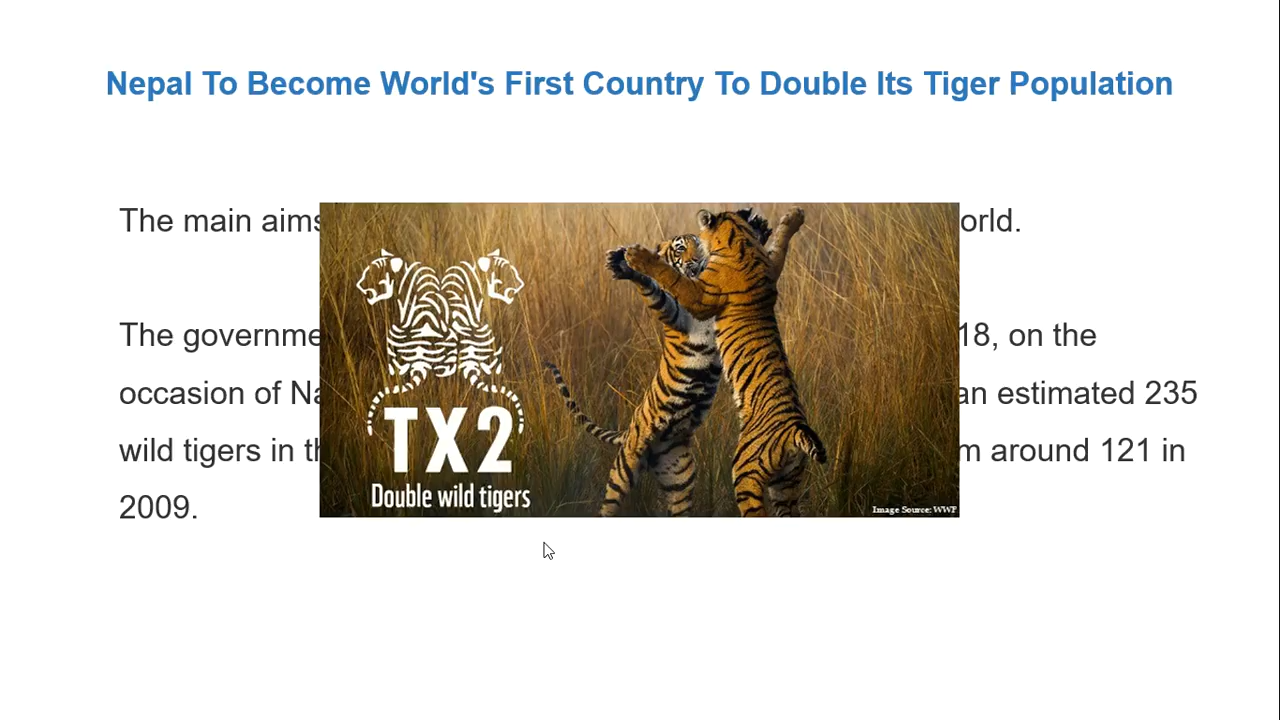 Nepal To Become World's First Country To Double Its Tiger Population
The main aims orld.
The governme 18, on the
occasion of Na an estimated 235
wild tigers in th m around 121 in
2009.
TX2
Double wild tigers
Image Source: WWF